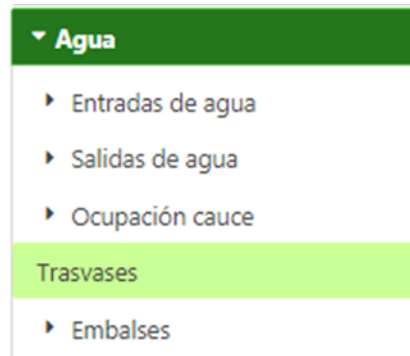 Agua
Entradas de agua
Salidas de agua
Ocupación cauce
Trasvases
Embalses